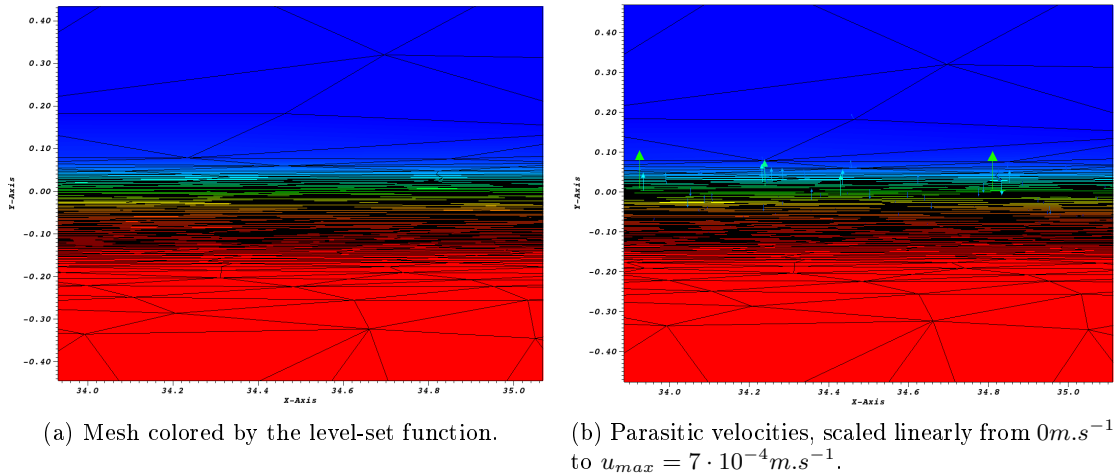 0.40
0.30
0.20
0.10
0.00
-0.10
-0.20
-0.30
-0.40
Y-Axis
34.0 34.2 34.4 34.6 34.8 35.0
X-Axis
(a) Mesh colored by the level-set function.
0.40
0.30
0.20
0.10
0.00
-0.10
-0.20
-0.30
-0.40
Y-Axis
34.0 34.2 34.4 34.6 34.8 35.0
X-Axis
(b) Parasitic velocities, scaled linearly from 0m.s⁻¹
to u_max = 7 · 10⁻⁴m.s⁻¹.